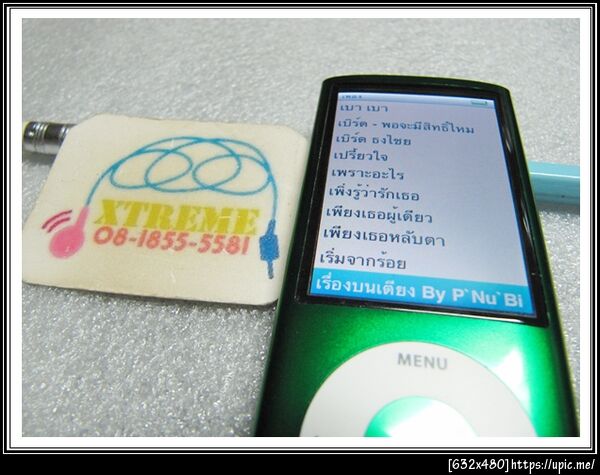 XTREME
08-1855-5581
เพลง
เบา เบา
เบิร์ด - พอจะมีสิทธิ์ไหม
เบิร์ด ธงไชย
เปรี้ยวใจ
เพราะอะไร
เพิ่งรู้ว่ารักเธอ
เพียงเธอผู้เดียว
เพียงเธอหลับตา
เริ่มจากร้อย
เรื่องบนเตียง By P`Nu`Bi
MENU
[632x480]https://upic.me/